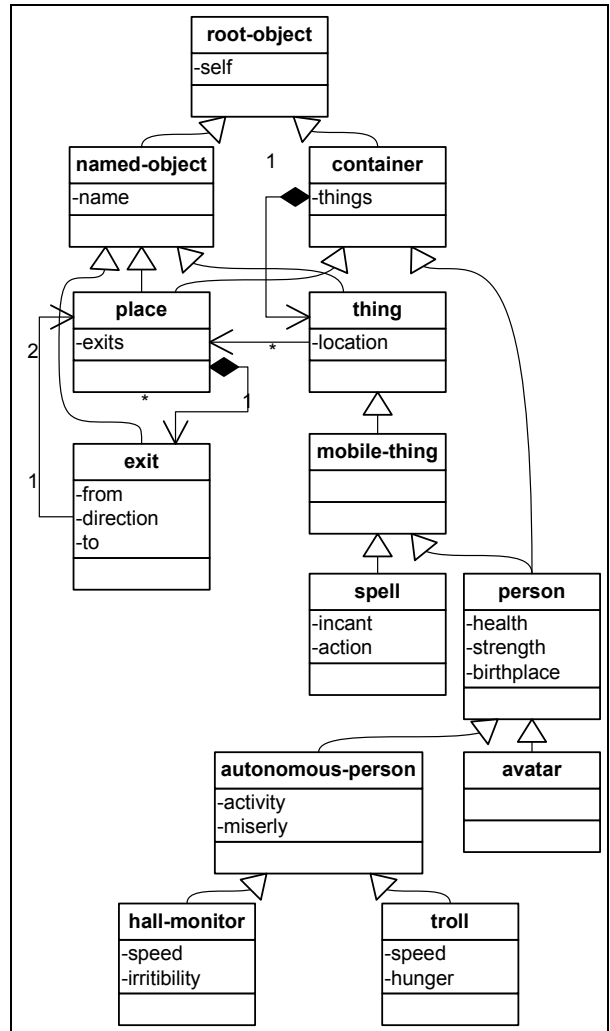 root-object
-self
named-object
-name
1
container
-things
place
-exits
thing
-location
2
*
*
1
exit
-from
-direction
-to
1
mobile-thing
spell
-incant
-action
person
-health
-strength
-birthplace
autonomous-person
-activity
-miserly
avatar
hall-monitor
-speed
-irritibility
troll
-speed
-hunger